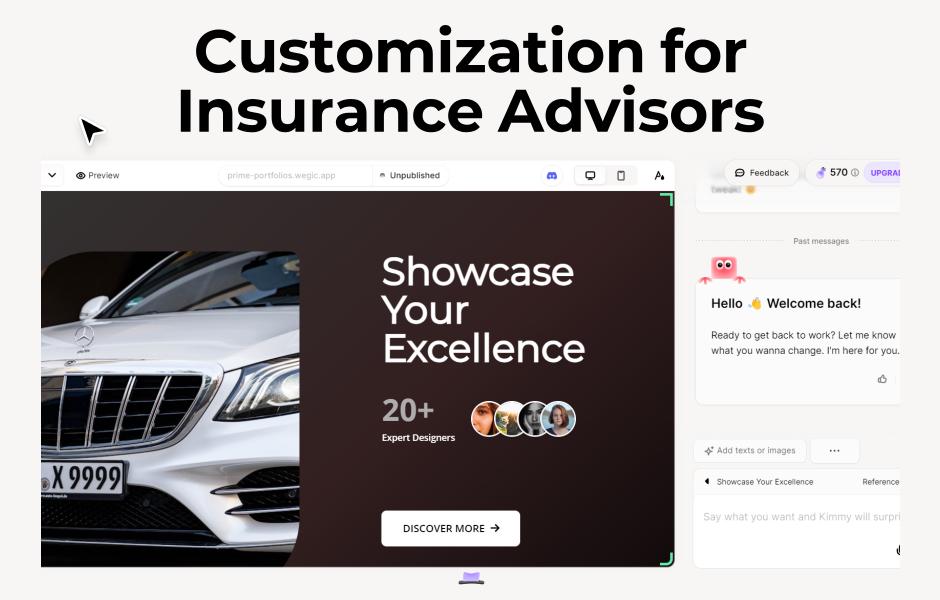 Customization for
Insurance Advisors
Preview
prime-portfolios.wegic.app
Unpublished
Feedback
570
tweak!
Past messages
Hello 👋 Welcome back!
Ready to get back to work? Let me know
what you wanna change. I'm here for you.
Showcase
Your
Excellence
20+
Expert Designers
X 9999
DISCOVER MORE →
Add texts or images
...
Showcase Your Excellence
Reference
Say what you want and Kimmy will